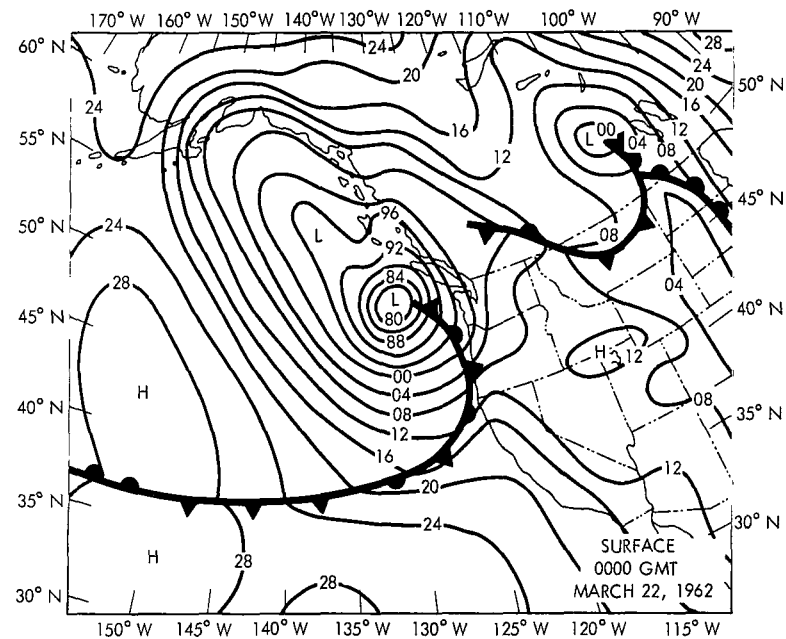 170° W 160° W 150° W 140° W 130° W 120° W 110° W 100° W 90° W
60° N
24
28
24
20
50° N
20
16
24
16
12
00
04
12
08
L
55° N
12
45° N
96
50° N
24
L
92
08
28
84
04
L
45° N
80
40° N
88
H
12
00
H
04
08
40° N
08
35° N
12
16
12
20
35° N
24
30° N
H
28
SURFACE
0000 GMT
28
MARCH 22, 1962
30° N
150° W 145° W 140° W 135° W 130° W 125° W 120° W 115° W